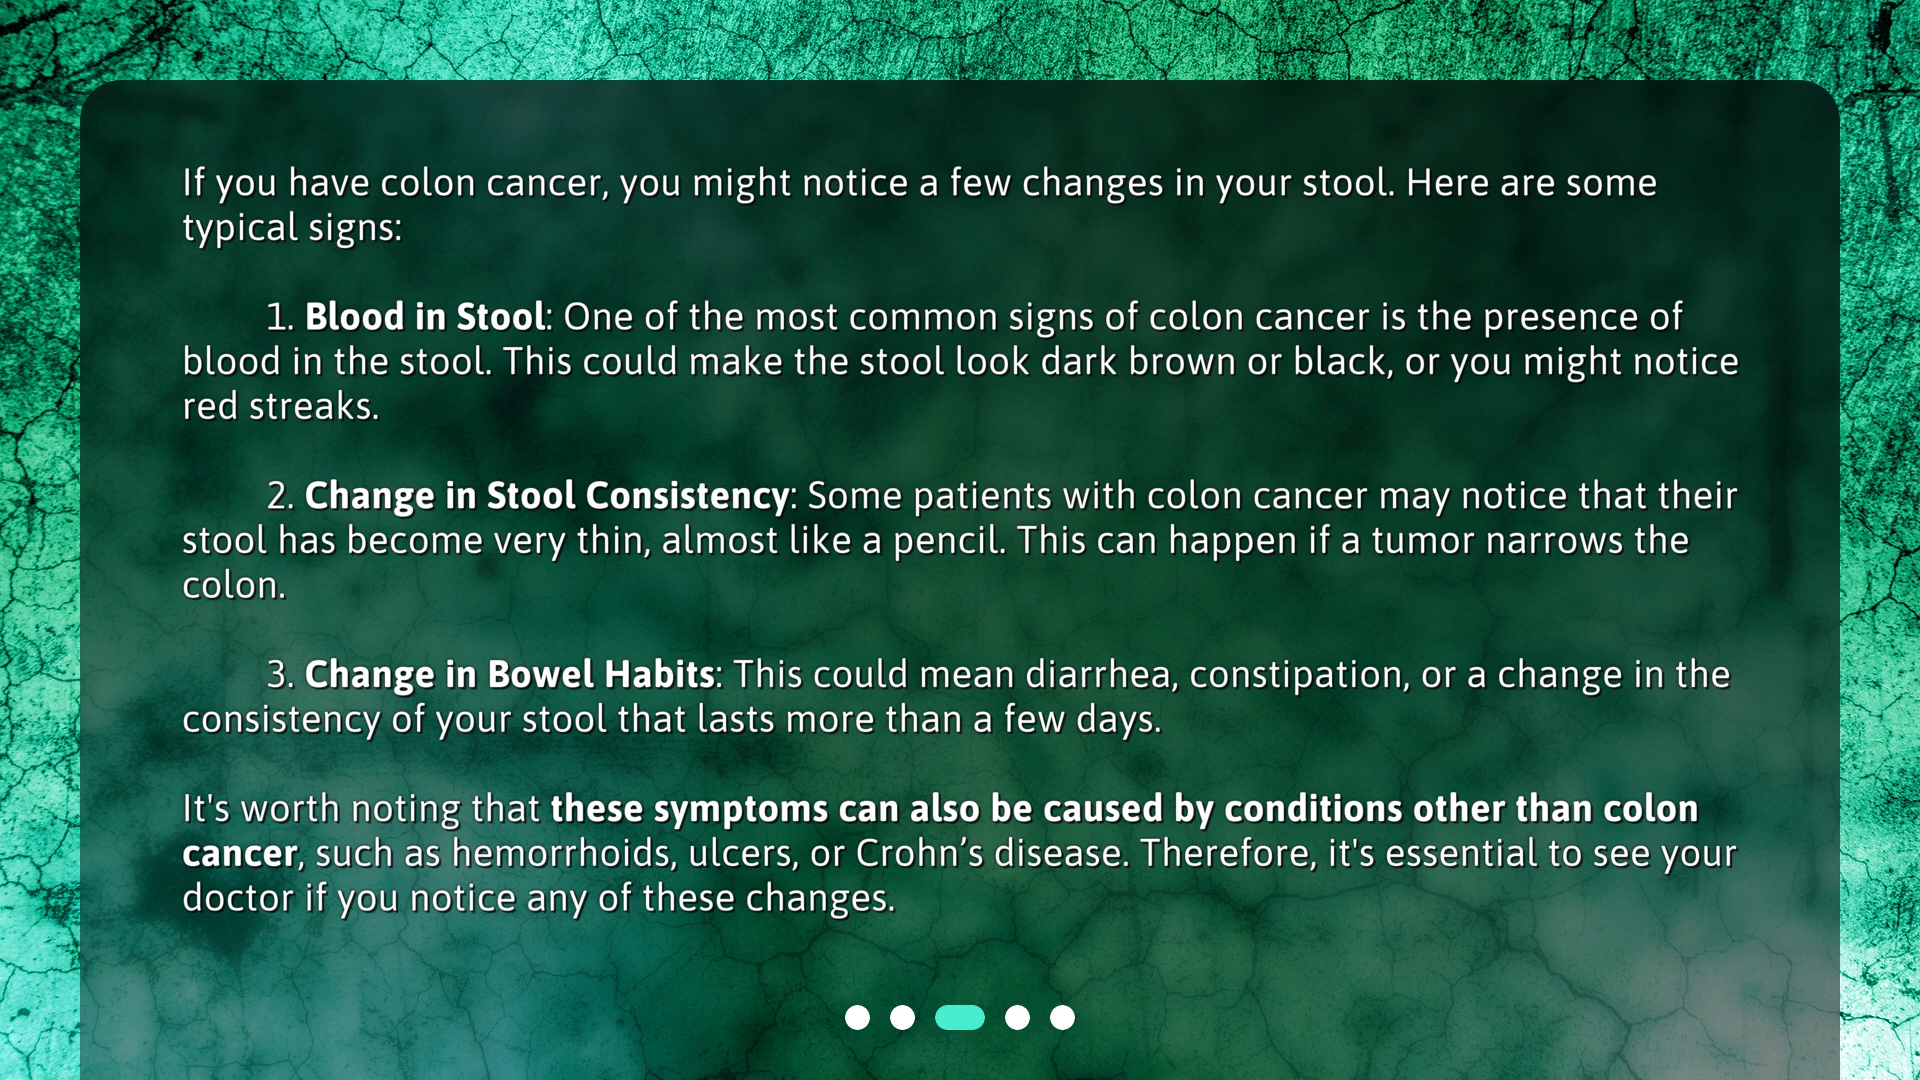 If you have colon cancer, you might notice a few changes in your stool. Here are some
typical signs:
1. Blood in Stool: One of the most common signs of colon cancer is the presence of
blood in the stool. This could make the stool look dark brown or black, or you might notice
red streaks.
2. Change in Stool Consistency: Some patients with colon cancer may notice that their
stool has become very thin, almost like a pencil. This can happen if a tumor narrows the
colon.
3. Change in Bowel Habits: This could mean diarrhea, constipation, or a change in the
consistency of your stool that lasts more than a few days.
It's worth noting that these symptoms can also be caused by conditions other than colon
cancer, such as hemorrhoids, ulcers, or Crohn’s disease. Therefore, it's essential to see your
doctor if you notice any of these changes.